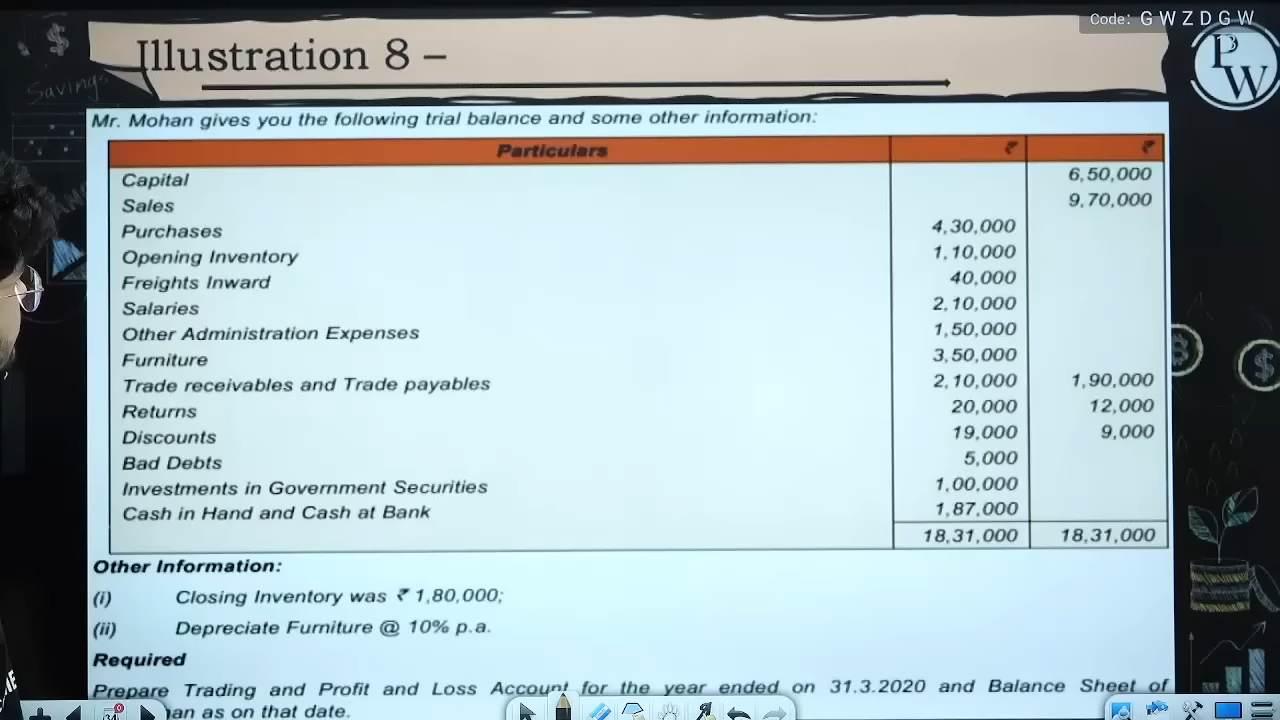 Code: G W Z D G W
Illustration 8 –
P
W
Savings
Mr. Mohan gives you the following trial balance and some other information:
Particulars ₹ ₹
Capital 6,50,000
Sales 9,70,000
Purchases 4,30,000
Opening Inventory 1,10,000
Freights Inward 40,000
Salaries 2,10,000
Other Administration Expenses 1,50,000
Furniture 3,50,000
Trade receivables and Trade payables 2,10,000 1,90,000
Returns 20,000 12,000
Discounts 19,000 9,000
Bad Debts 5,000
Investments in Government Securities 1,00,000
Cash in Hand and Cash at Bank 1,87,000
18,31,000 18,31,000
Other Information:
(i) Closing Inventory was ₹ 1,80,000;
(ii) Depreciate Furniture @ 10% p.a.
Required
Prepare Trading and Profit and Loss Account for the year ended on 31.3.2020 and Balance Sheet of
an as on that date.